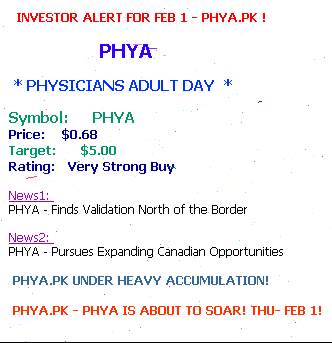 INVESTOR ALERT FOR FEB 1 - PHYA.PK !
PHYA
* PHYSICIANS ADULT DAY *
Symbol: PHYA
Price: $0.68
Target: $5.00
Rating: Very Strong Buy
News1:
PHYA - Finds Validation North of the Border
News2:
PHYA - Pursues Expanding Canadian Opportunities
PHYA.PK UNDER HEAVY ACCUMULATION!
PHYA.PK - PHYA IS ABOUT TO SOAR! THU- FEB 1!